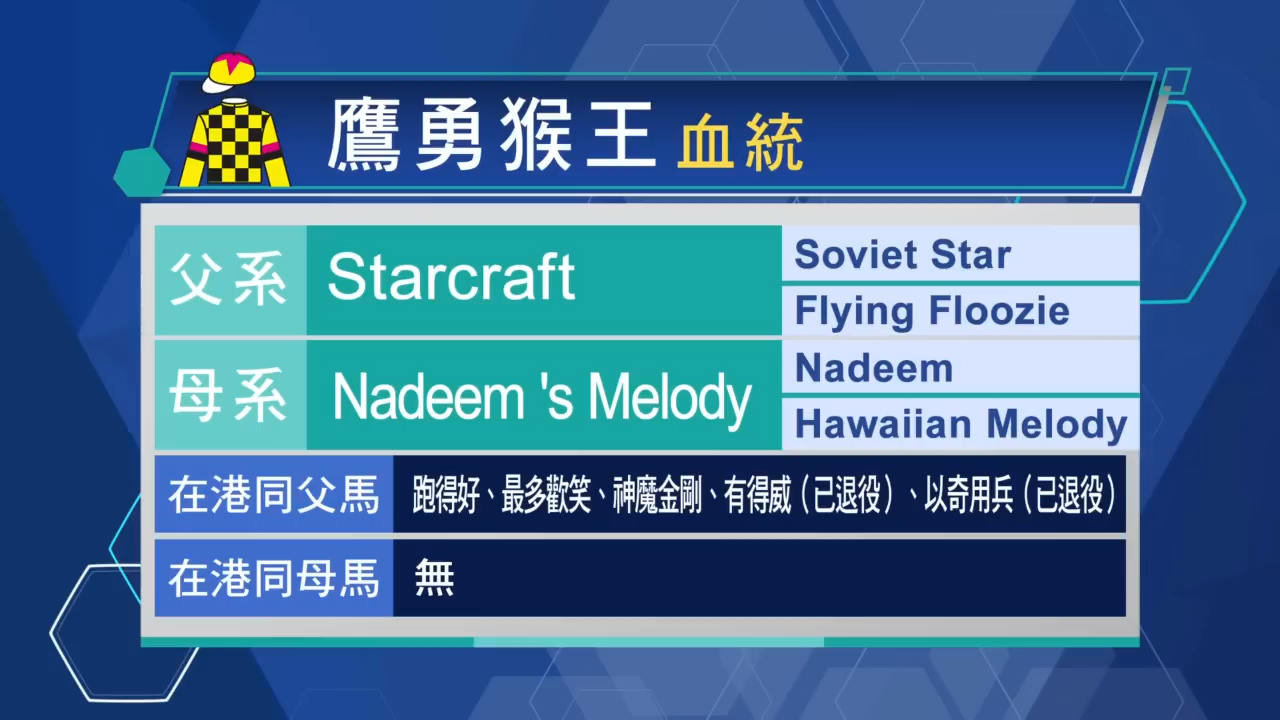 鷹勇猴王 血統
父系
Starcraft
Soviet Star
Flying Floozie
母系
Nadeem 's Melody
Nadeem
Hawaiian Melody
在港同父馬
跑得好、最多歡笑、神魔金剛、有得威(已退役)、以奇用兵(已退役)
在港同母馬
無